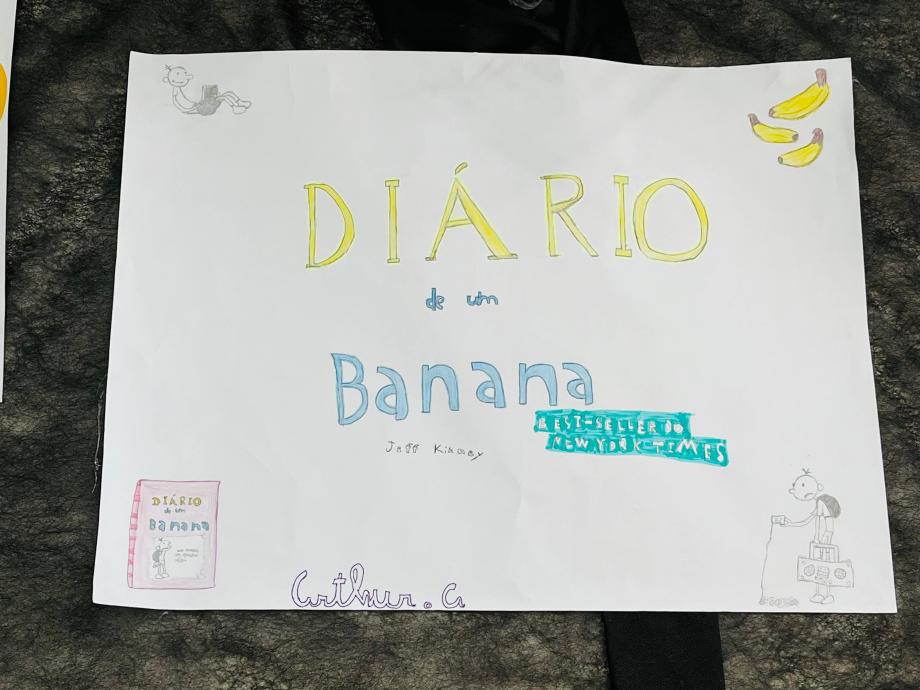 DIÁRIO
de um
Banana
BEST-SELLER DO
NEW YORK TIMES
Jeff Kinney
DIÁRIO
de um
Banana
Arthur. G